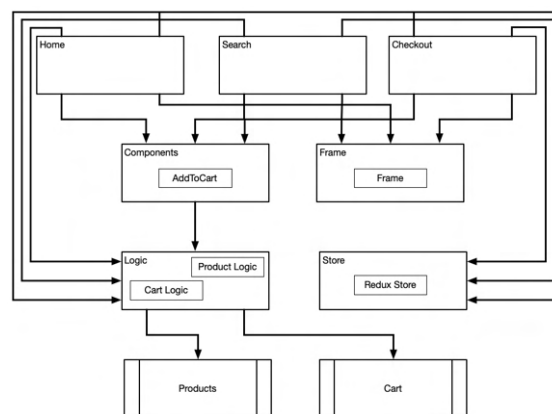 Home
Search
Checkout
Components
AddToCart
Frame
Frame
Logic
Product Logic
Cart Logic
Store
Redux Store
Products
Cart